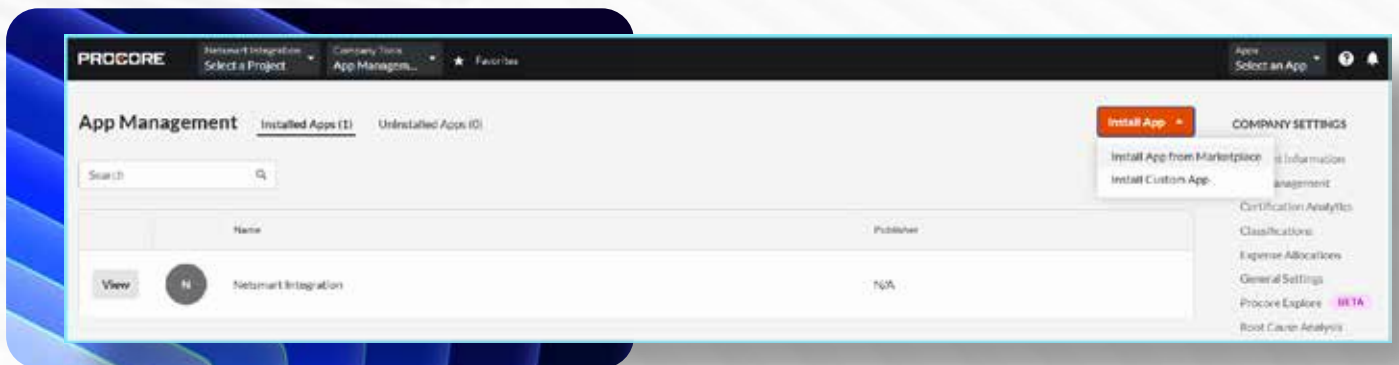 PROCORE
Netsmart Integration
Select a Project
Company Tools
App Managem...
★ Favorites
Apps
Select an App
App Management
Installed Apps (1)
Uninstalled Apps (0)
Install App
Install App from Marketplace
Install Custom App
COMPANY SETTINGS
Information
Management
Certification Analytics
Classifications
Expense Allocations
General Settings
Procore Explore BETA
Root Cause Analysis
Search
Name
Publisher
View
N
Netsmart Integration
N/A